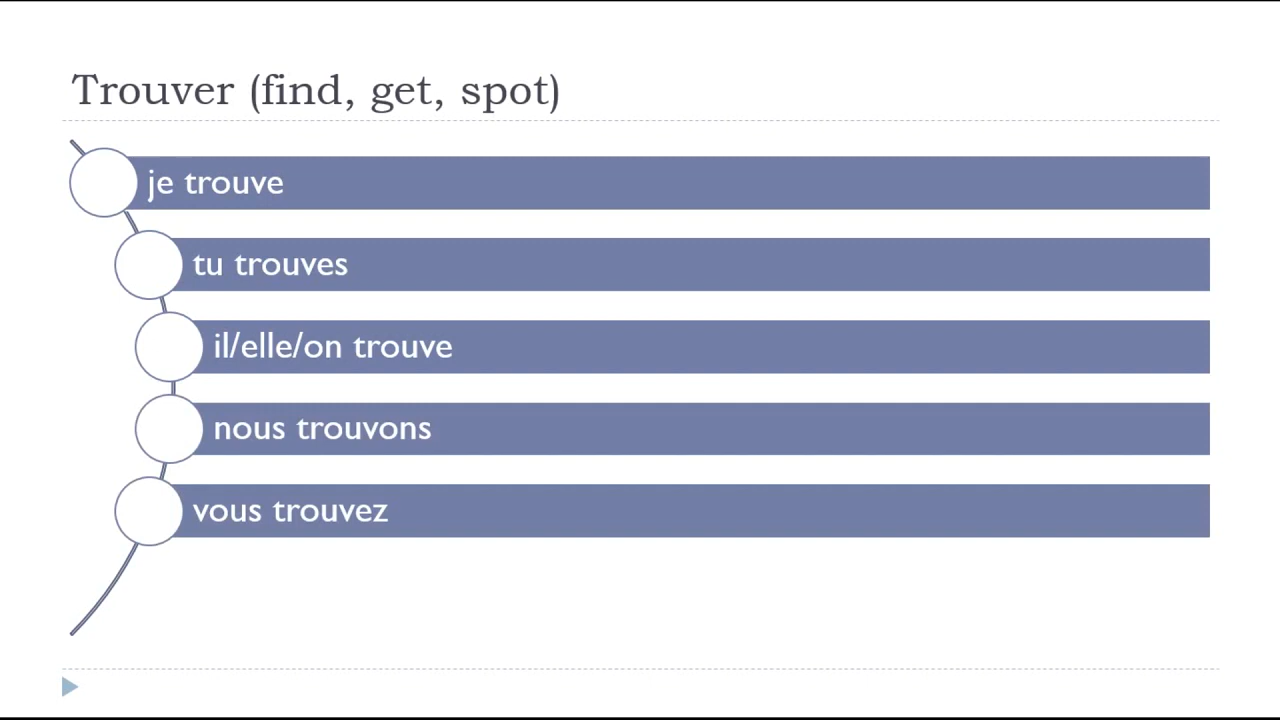 Trouver (find, get, spot)
je trouve
tu trouves
il/elle/on trouve
nous trouvons
vous trouvez